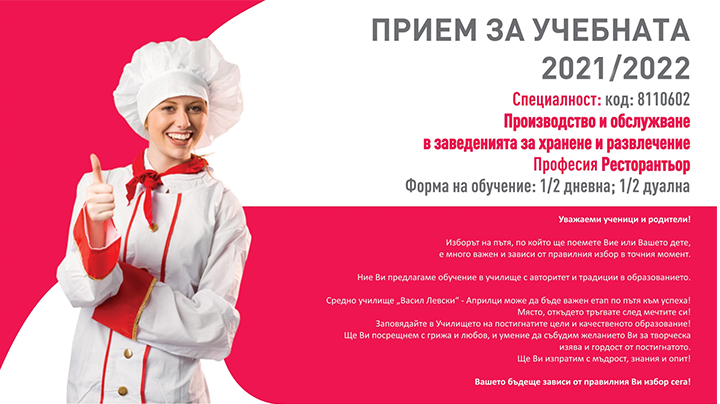 ПРИЕМ ЗА УЧЕБНАТА
2021/2022
Специалност: код: 8110602
Производство и обслужване
в заведенията за хранене и развлечение
Професия Ресторантьор
Форма на обучение: 1/2 дневна; 1/2 дуална
Уважаеми ученици и родители!
Изборът на пътя, по който ще поемете Вие или Вашето дете,
е много важен и зависи от правилния избор в точния момент.
Ние Ви предлагаме обучение в училище с авторитет и традиции в образованието.
Средно училище „Васил Левски“ - Априлци може да бъде важен етап по пътя към успеха!
Място, откъдето тръгвате след мечтите си!
Заповядайте в Училището на постигнатите цели и качественото образование!
Ще Ви посрещнем с грижа и любов, и умение да събудим желанието Ви за творческа
изява и гордост от постигнатото.
Ще Ви изпратим с мъдрост, знания и опит!
Вашето бъдеще зависи от правилния Ви избор сега!